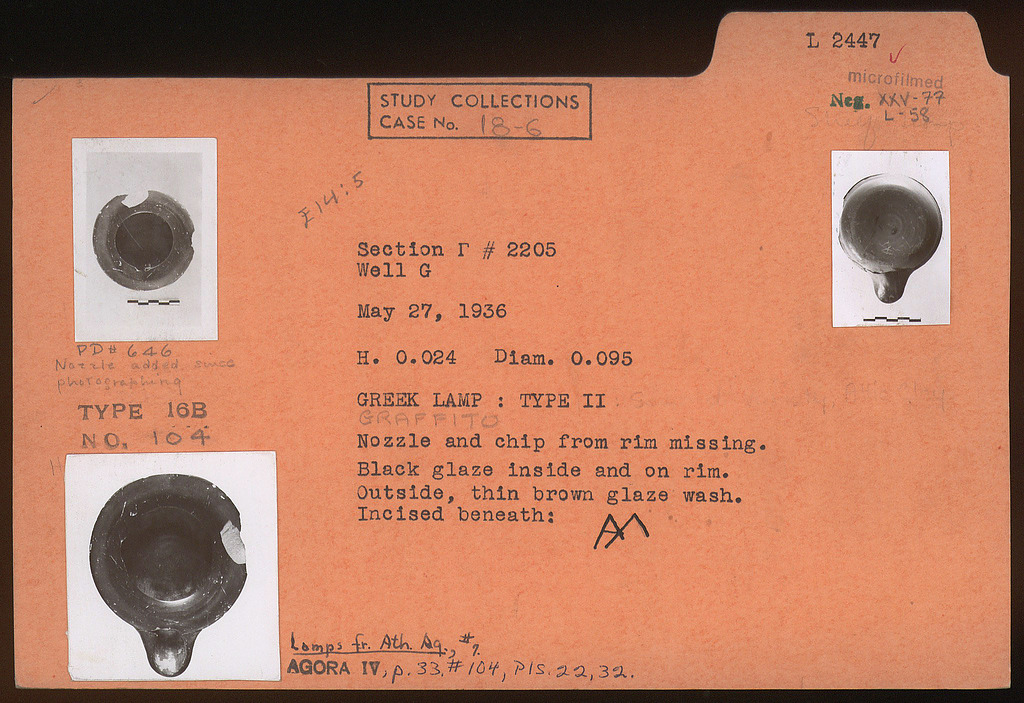 L 2447
microfilmed
Neg. XXV-77
L-58
STUDY COLLECTIONS
CASE No. 18-6
E14:5
Section Γ # 2205
Well G
May 27, 1936
H. 0.024 Diam. 0.095
GREEK LAMP : TYPE II
GRAFFITO
Nozzle and chip from rim missing.
Black glaze inside and on rim.
Outside, thin brown glaze wash.
Incised beneath:
PD# 646
Nozzle added since
photographing
TYPE 16B
NO. 104
Lamps fr. Ath. Ag., #7.
AGORA IV, p. 33, #104, Pls. 22, 32.